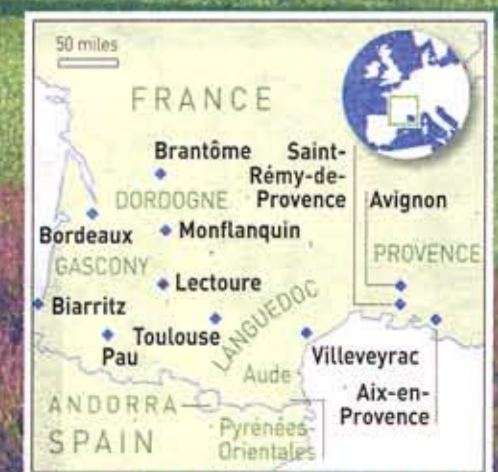 50 miles
FRANCE
Brantôme
Saint-
Rémy-de-
Provence
Avignon
DORDOGNE
Bordeaux
Monflanquin
PROVENCE
GASCONY
Lectoure
LANGUEDOC
Biarritz
Toulouse
Pau
Villeveyrac
Aude
Aix-en-
Provence
ANDORRA
SPAIN
Pyrénées-
Orientales